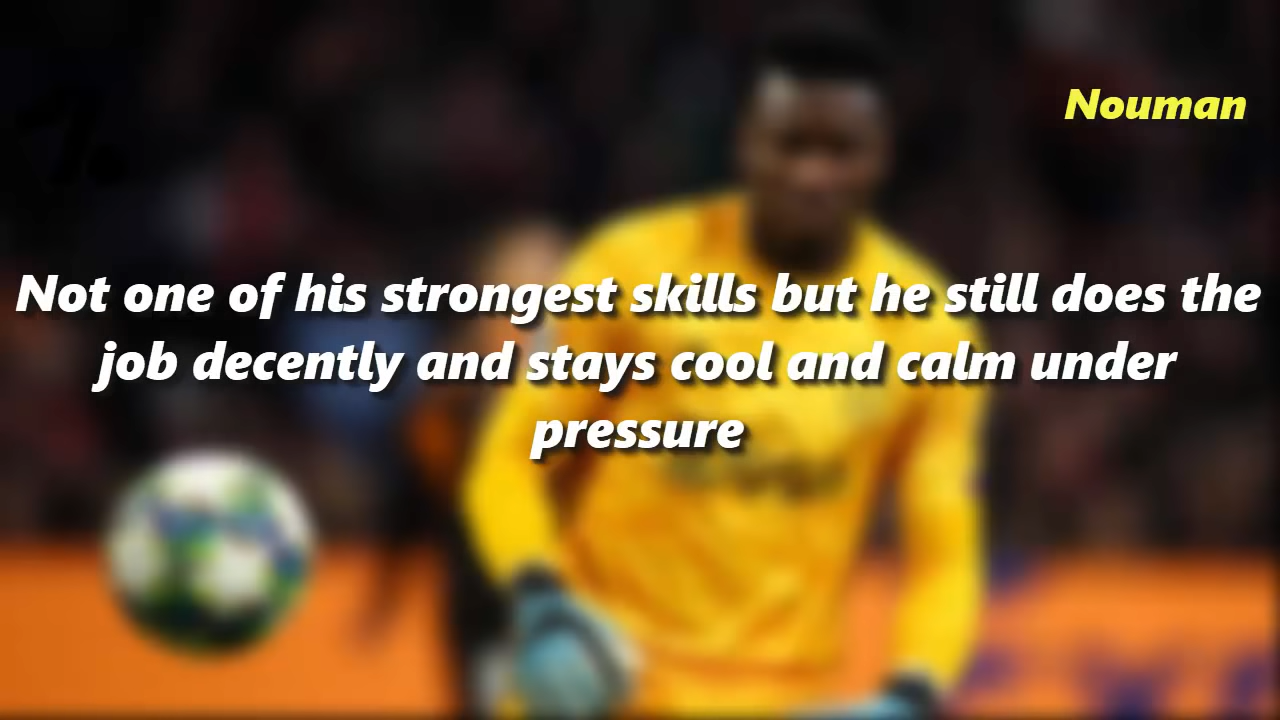 Nouman
Not one of his strongest skills but he still does the
job decently and stays cool and calm under
pressure